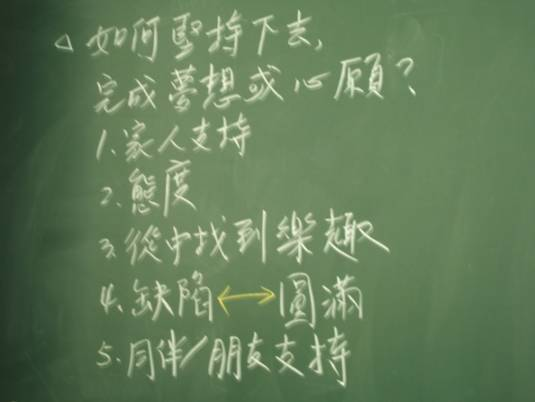 △ 如何堅持下去,
完成夢想或心願?
1. 家人支持
2. 態度
3. 從中找到樂趣
4. 缺陷 ↔ 圓滿
5. 同伴/朋友支持